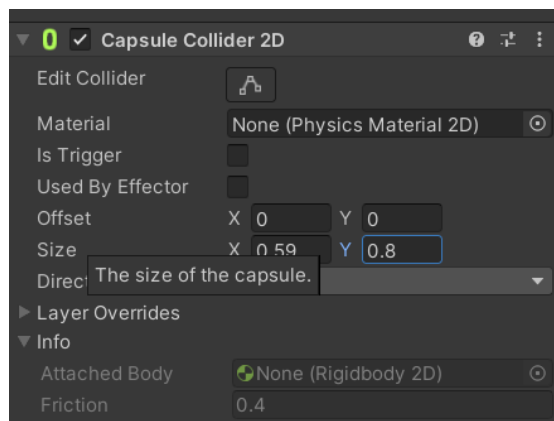 Capsule Collider 2D
Edit Collider
Material None (Physics Material 2D)
Is Trigger
Used By Effector
Offset X 0 Y 0
Size X 0.59 Y 0.8
The size of the capsule.
Layer Overrides
Info
Attached Body None (Rigidbody 2D)
Friction 0.4